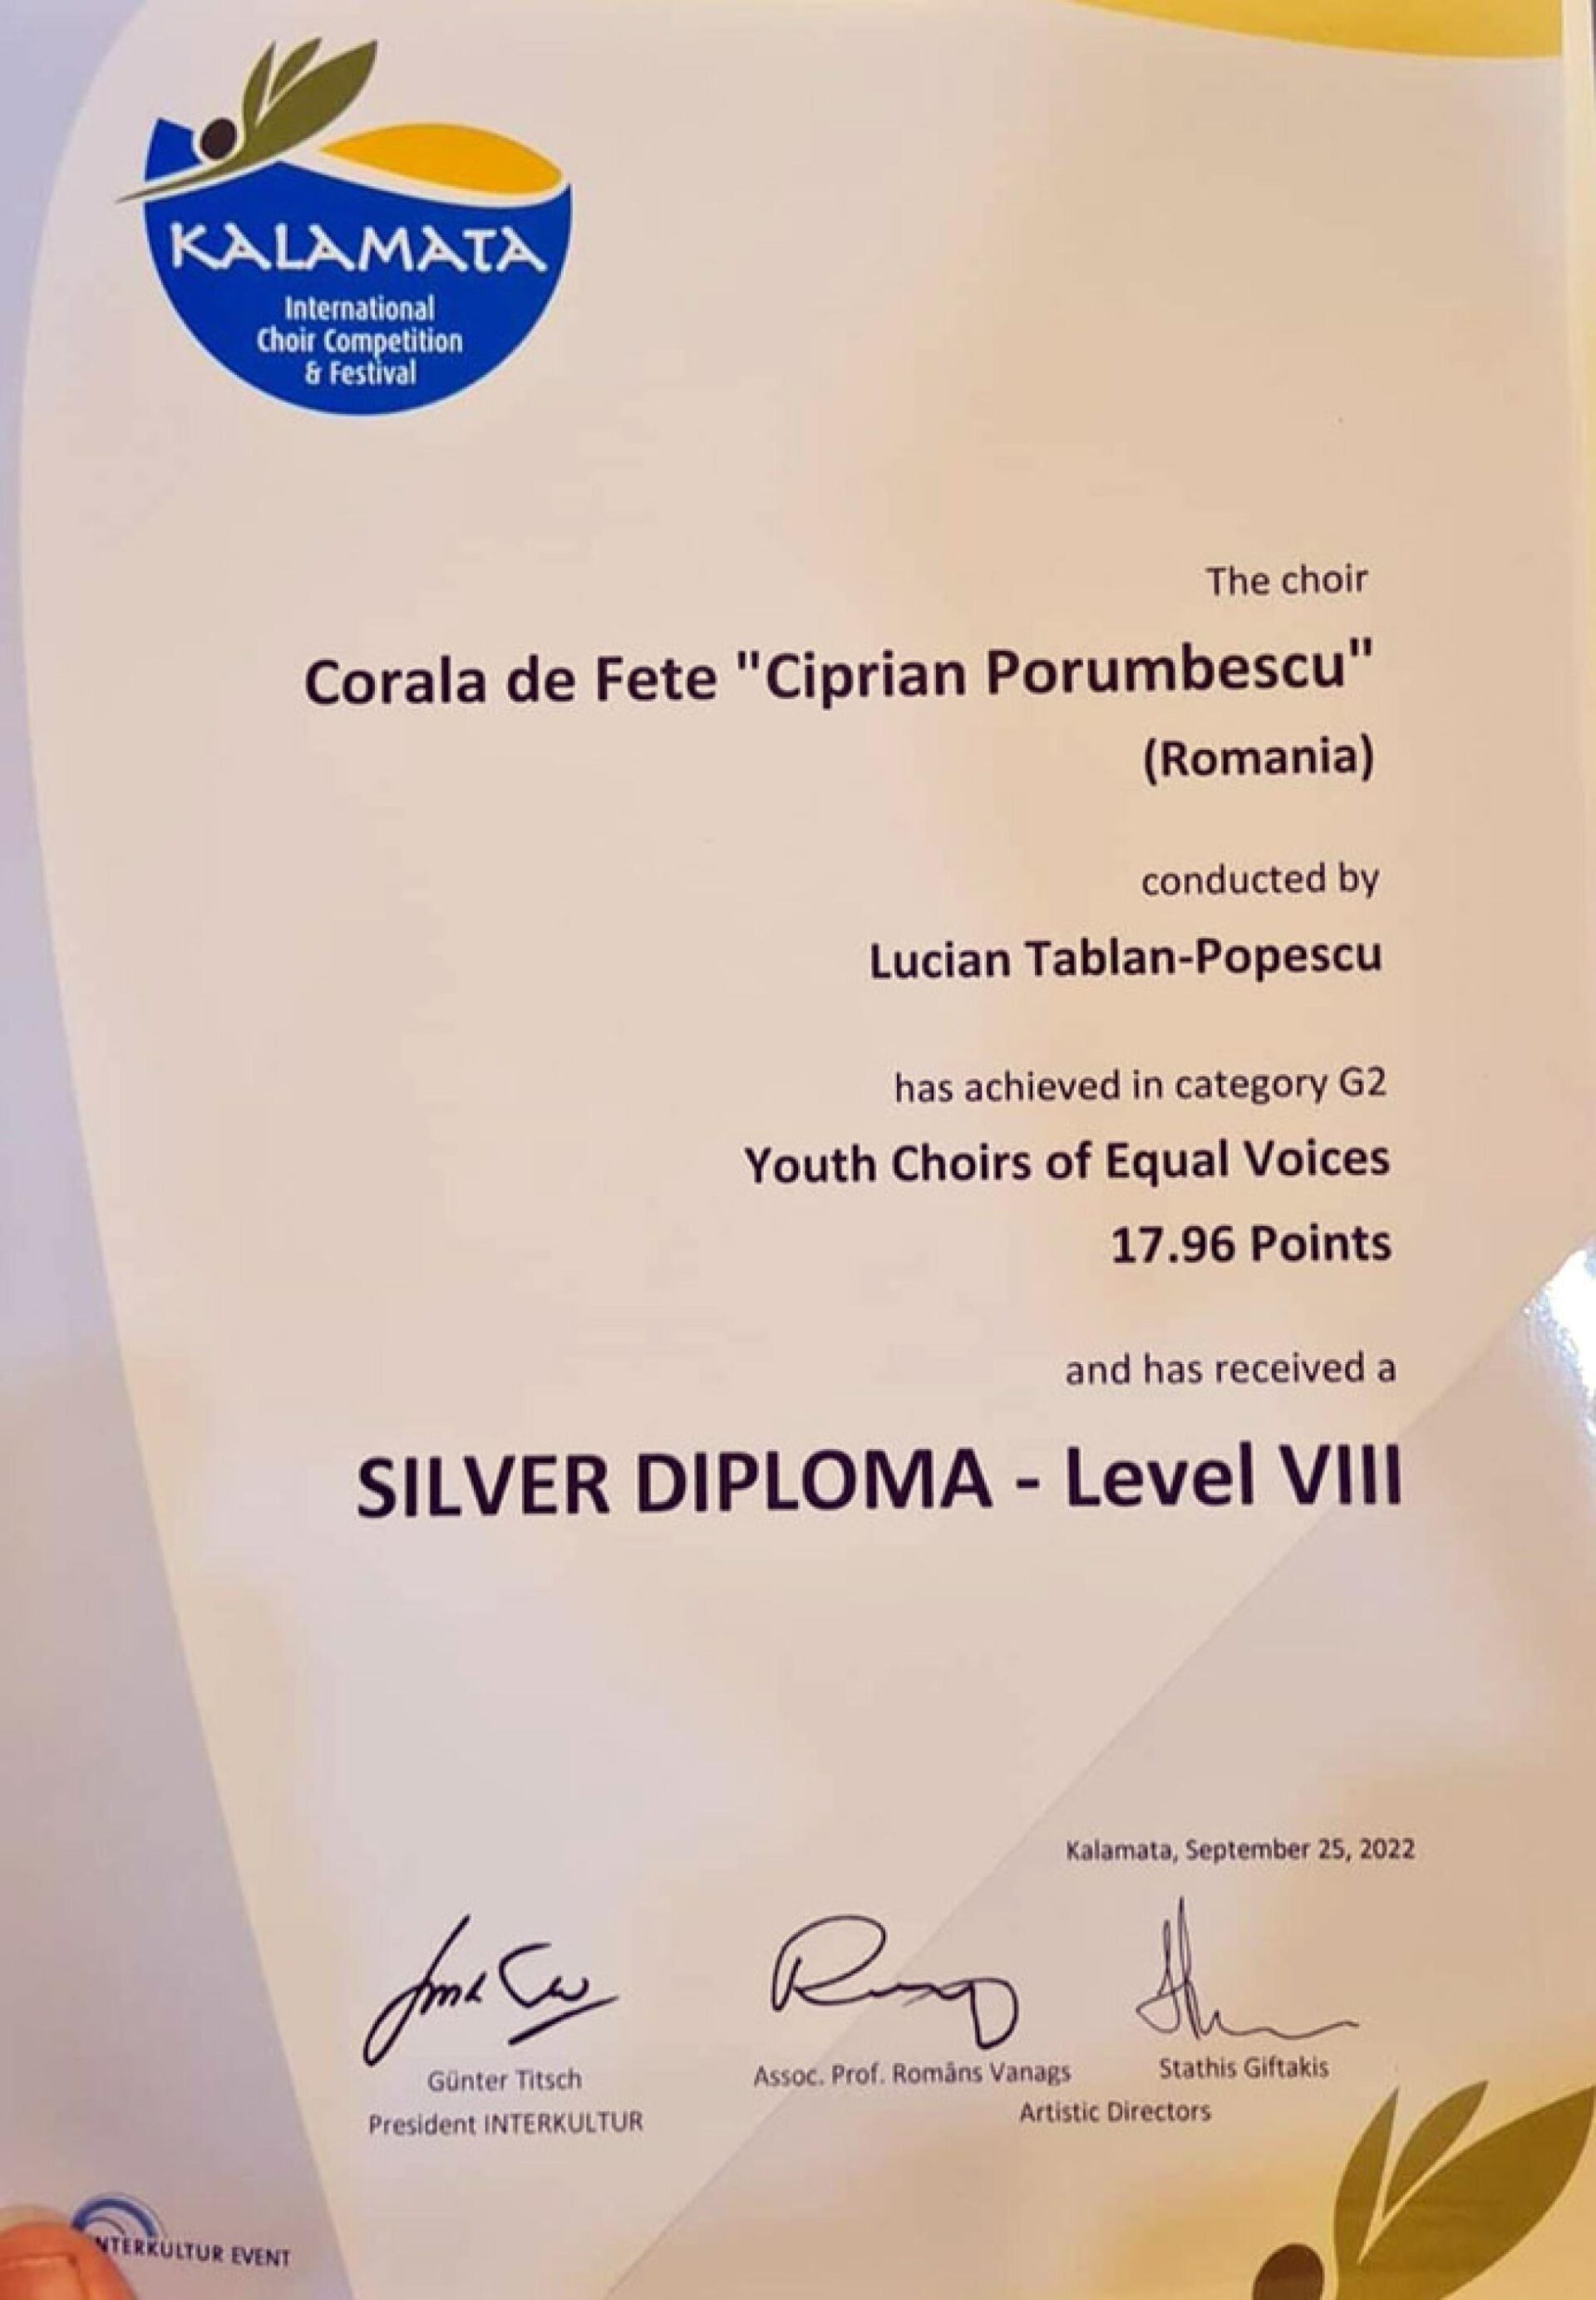 KALAMATA
International
Choir Competition
& Festival
The choir
Corala de Fete "Ciprian Porumbescu"
(Romania)
conducted by
Lucian Tablan-Popescu
has achieved in category G2
Youth Choirs of Equal Voices
17.96 Points
and has received a
SILVER DIPLOMA - Level VIII
Kalamata, September 25, 2022
Günter Titsch
President INTERKULTUR
Assoc. Prof. Romāns Vanags
Stathis Giftakis
Artistic Directors
NTERKULTUR EVENT